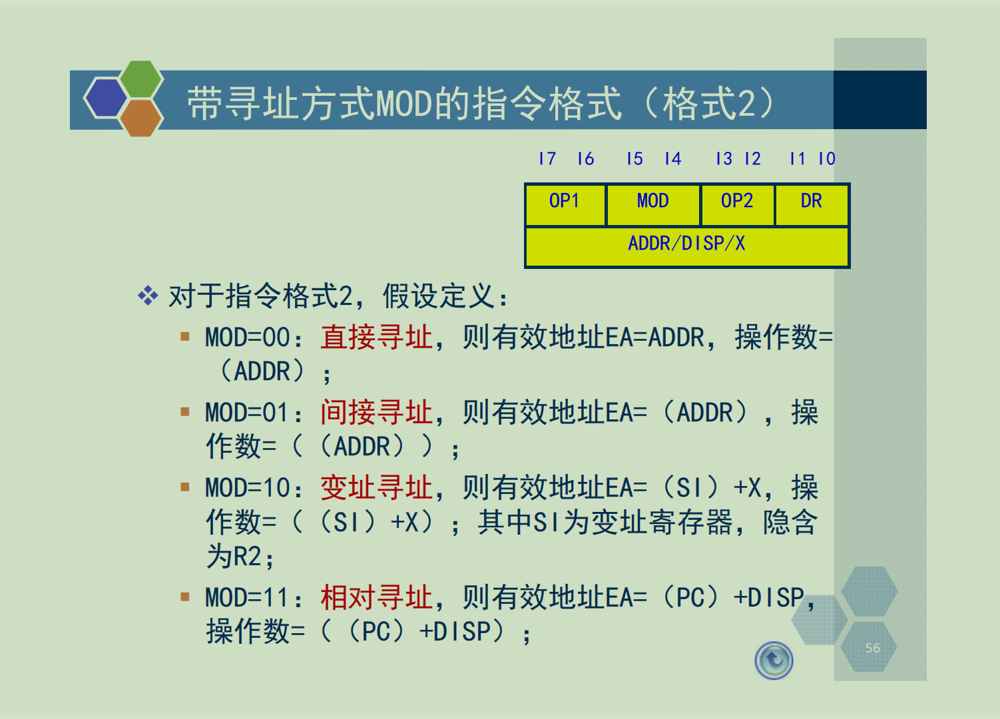 带寻址方式MOD的指令格式（格式2）
I7 I6 I5 I4 I3 I2 I1 I0
OP1 MOD OP2 DR
ADDR/DISP/X
对于指令格式2，假设定义：
MOD=00：直接寻址，则有效地址EA=ADDR，操作数=
（ADDR）；
MOD=01：间接寻址，则有效地址EA=（ADDR），操
作数=（（ADDR））；
MOD=10：变址寻址，则有效地址EA=（SI）+X，操
作数=（（SI）+X）；其中SI为变址寄存器，隐含
为R2；
MOD=11：相对寻址，则有效地址EA=（PC）+DISP，
操作数=（（PC）+DISP）；
56